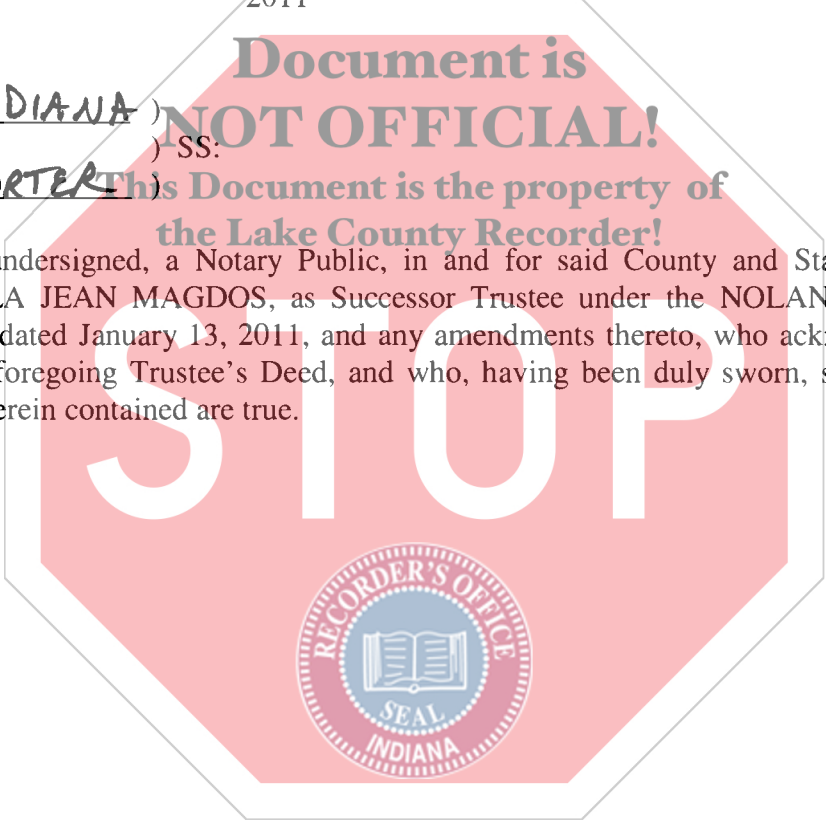 2011
Document is
DIANA )
NOT OFFICIAL!
) SS:
RTER )
This Document is the property of
the Lake County Recorder!
ndersigned, a Notary Public, in and for said County and Sta
LA JEAN MAGDOS, as Successor Trustee under the NOLAN
dated January 13, 2011, and any amendments thereto, who ack
foregoing Trustee's Deed, and who, having been duly sworn, s
erein contained are true.
STOP
RECORDER'S OFFICE
SEAL
INDIANA